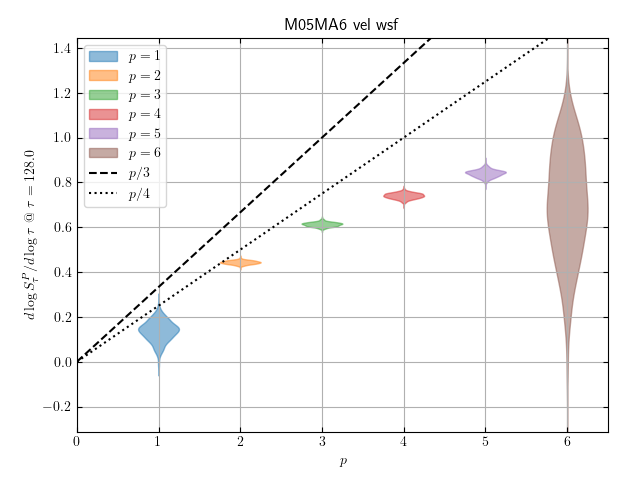 M05MA6 vel wsf
d log S_τ^P / d log τ @ τ = 128.0
1.4
1.2
1.0
0.8
0.6
0.4
0.2
0.0
−0.2
p = 1
p = 2
p = 3
p = 4
p = 5
p = 6
p/3
p/4
0 1 2 3 4 5 6
p